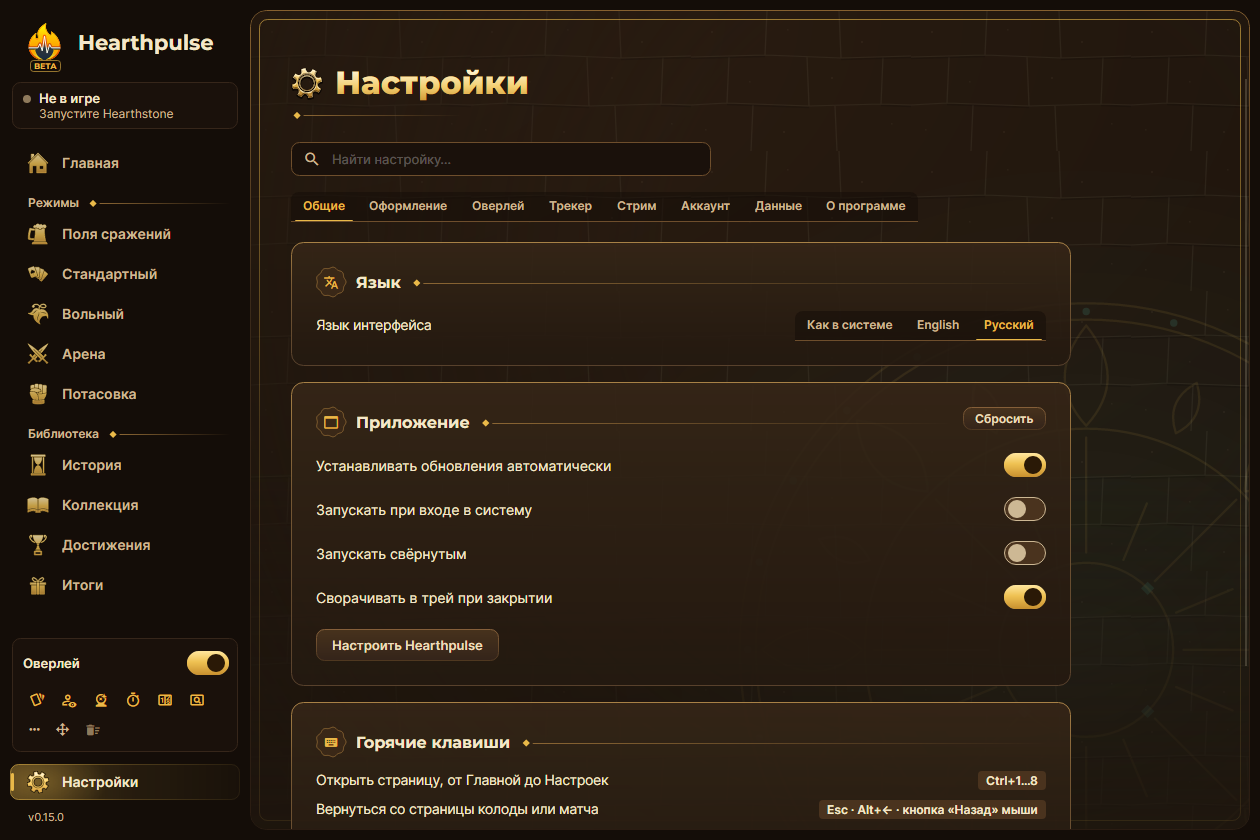 Hearthpulse
BETA
Не в игре
Запустите Hearthstone
Главная
Режимы
Поля сражений
Стандартный
Вольный
Арена
Потасовка
Библиотека
История
Коллекция
Достижения
Итоги
Оверлей
Настройки
v0.15.0
Настройки
Найти настройку...
Общие Оформление Оверлей Трекер Стрим Аккаунт Данные О программе
Язык
Язык интерфейса Как в системе English Русский
Приложение Сбросить
Устанавливать обновления автоматически
Запускать при входе в систему
Запускать свёрнутым
Сворачивать в трей при закрытии
Настроить Hearthpulse
Горячие клавиши
Открыть страницу, от Главной до Настроек Ctrl+1…8
Вернуться со страницы колоды или матча Esc · Alt+← · кнопка «Назад» мыши